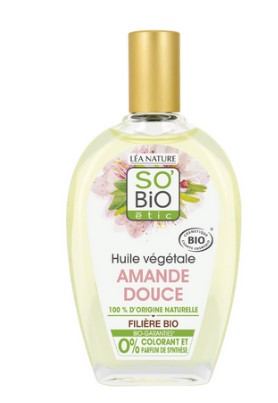 LÉA NATURE
SO'
BiO
étic
BIO
Huile végétale
AMANDE
DOUCE
100 % D'ORIGINE NATURELLE
FILIÈRE BIO
BIO-GARANTIES*
0% COLORANT ET
PARFUM DE SYNTHÈSE